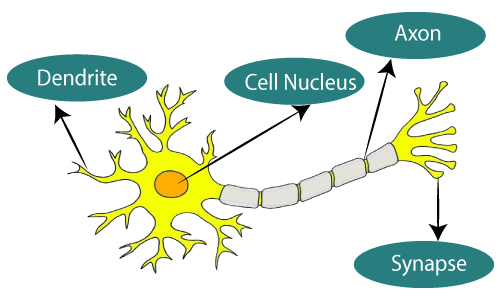 Axon
Dendrite
Cell Nucleus
Synapse